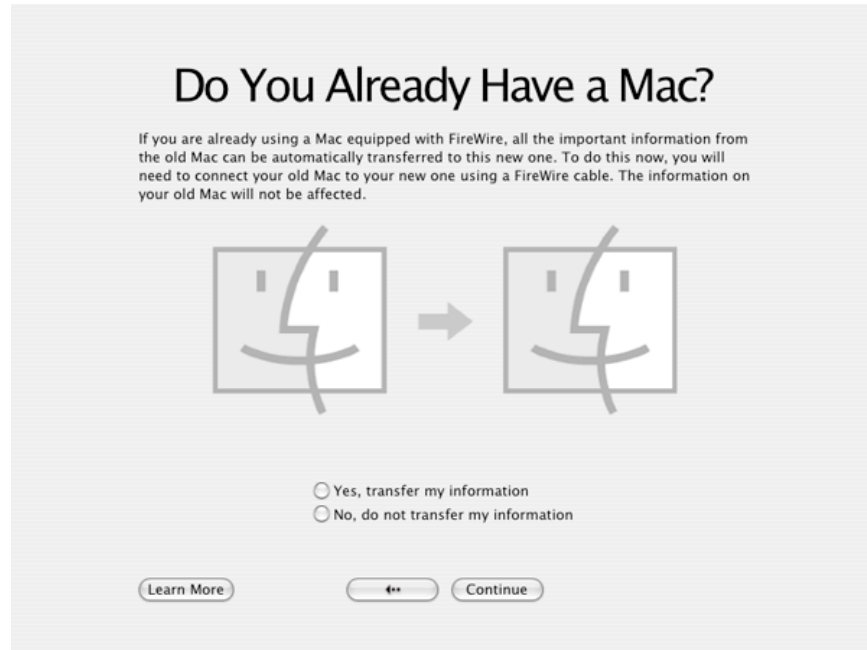 Do You Already Have a Mac?
If you are already using a Mac equipped with FireWire, all the important information from
the old Mac can be automatically transferred to this new one. To do this now, you will
need to connect your old Mac to your new one using a FireWire cable. The information on
your old Mac will not be affected.
Yes, transfer my information
No, do not transfer my information
Learn More
Continue